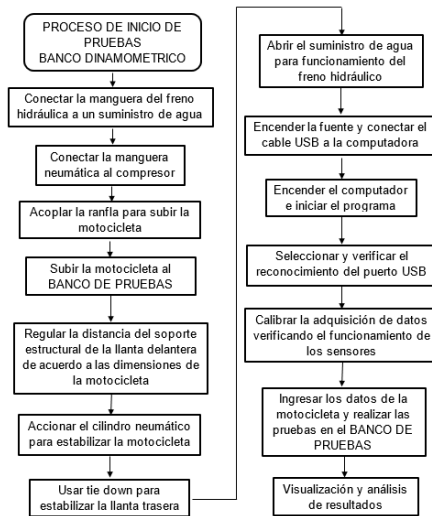 PROCESO DE INICIO DE
PRUEBAS
BANCO DINAMOMETRICO
Conectar la manguera del freno
hidráulica a un suministro de agua
Conectar la manguera
neumática al compresor
Acoplar la ranfla para subir la
motocicleta
Subir la motocicleta al
BANCO DE PRUEBAS
Regular la distancia del soporte
estructural de la llanta delantera
de acuerdo a las dimensiones de
la motocicleta
Accionar el cilindro neumático
para estabilizar la motocicleta
Usar tie down para
estabilizar la llanta trasera
Abrir el suministro de agua
para funcionamiento del
freno hidráulico
Encender la fuente y conectar el
cable USB a la computadora
Encender el computador
e iniciar el programa
Seleccionar y verificar el
reconocimiento del puerto USB
Calibrar la adquisición de datos
verificando el funcionamiento de
los sensores
Ingresar los datos de la
motocicleta y realizar las
pruebas en el BANCO DE
PRUEBAS
Visualización y análisis
de resultados